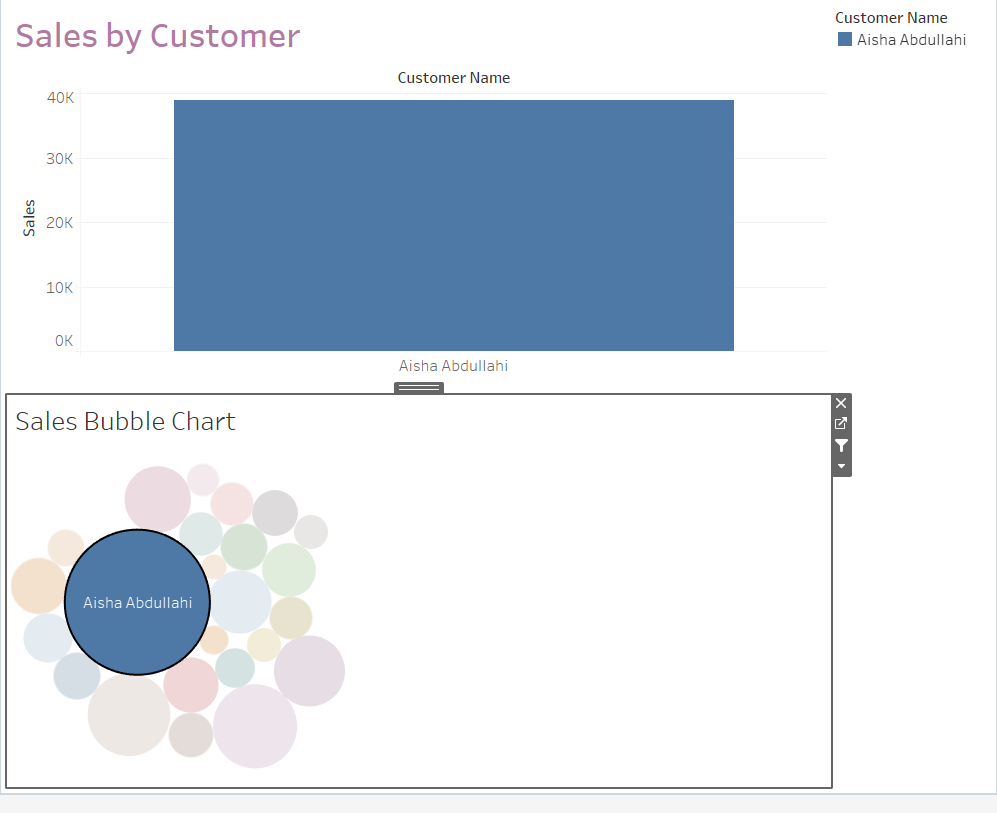 Sales by Customer
Customer Name
Aisha Abdullahi
Customer Name
40K
30K
20K
10K
0K
Sales
Aisha Abdullahi
Sales Bubble Chart
Aisha Abdullahi